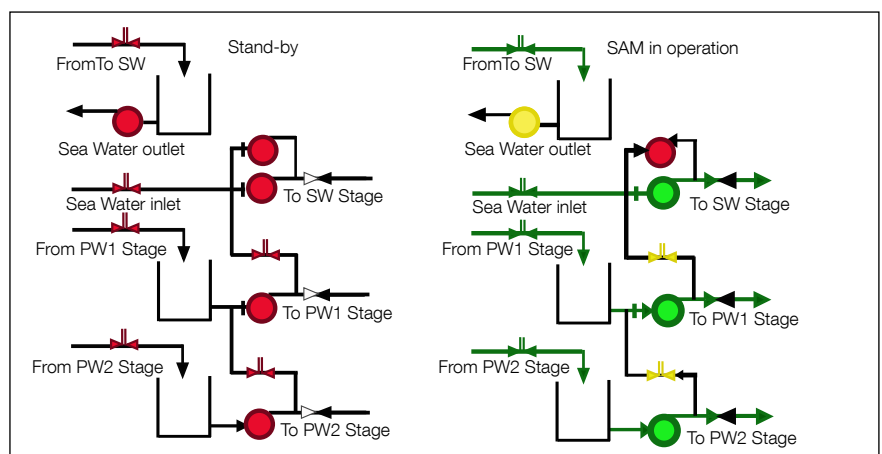 Stand-by
FromTo SW
Sea Water outlet
To SW Stage
Sea Water inlet
From PW1 Stage
To PW1 Stage
From PW2 Stage
To PW2 Stage
SAM in operation
FromTo SW
Sea Water outlet
To SW Stage
Sea Water inlet
From PW1 Stage
To PW1 Stage
From PW2 Stage
To PW2 Stage